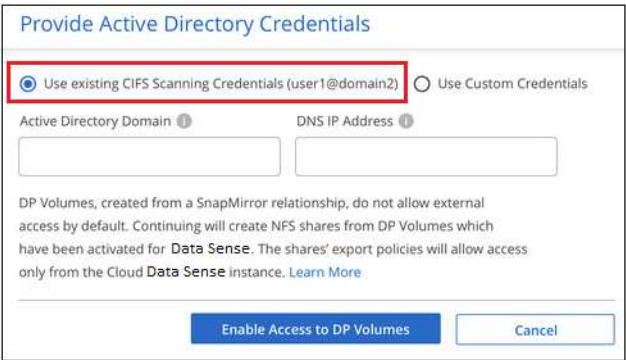 Provide Active Directory Credentials
Use existing CIFS Scanning Credentials (user1@domain2) Use Custom Credentials
Active Directory Domain DNS IP Address
DP Volumes, created from a SnapMirror relationship, do not allow external
access by default. Continuing will create NFS shares from DP Volumes which
have been activated for Data Sense. The shares' export policies will allow access
only from the Cloud Data Sense instance. Learn More
Enable Access to DP Volumes Cancel